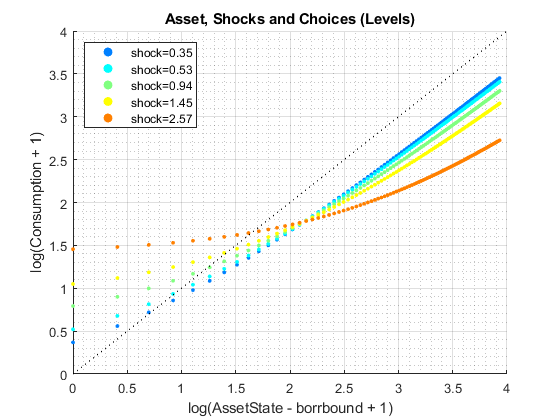 Asset, Shocks and Choices (Levels)
log(Consumption + 1)
4
3.5
3
2.5
2
1.5
1
0.5
0
shock=0.35
shock=0.53
shock=0.94
shock=1.45
shock=2.57
0 0.5 1 1.5 2 2.5 3 3.5 4
log(AssetState - borrbound + 1)